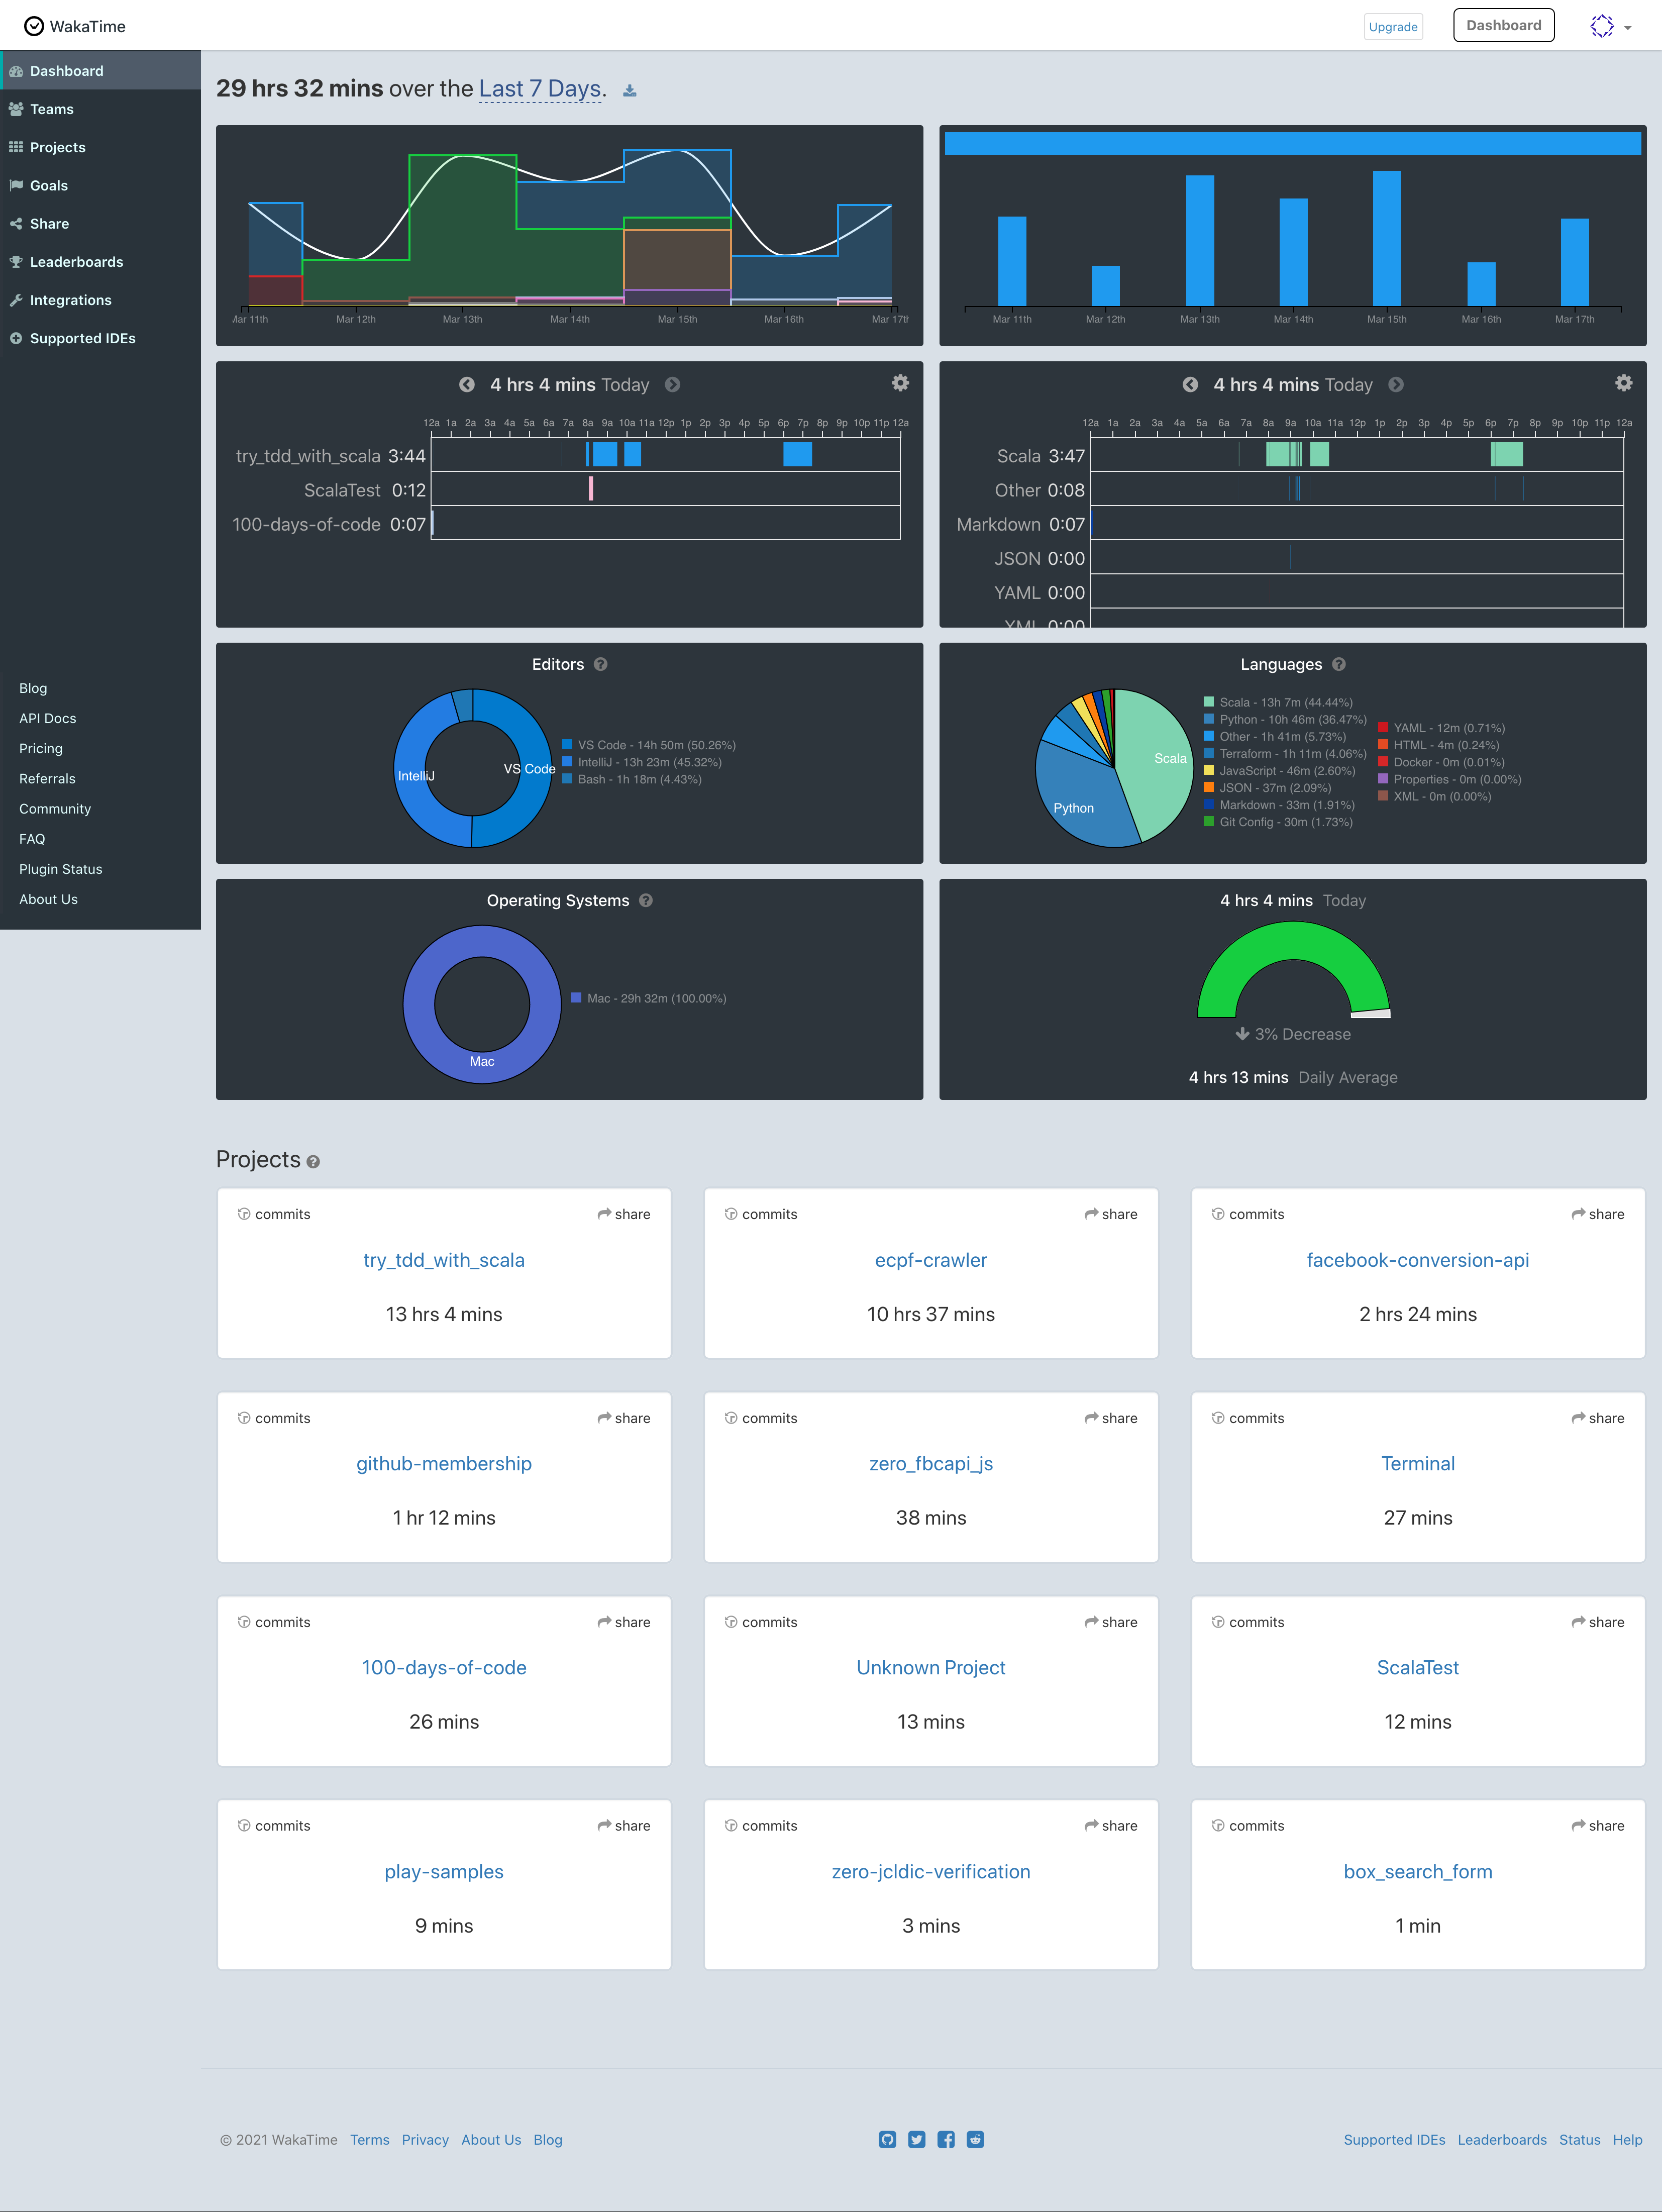 WakaTime
Upgrade
Dashboard
Dashboard
Teams
Projects
Goals
Share
Leaderboards
Integrations
Supported IDEs
Blog
API Docs
Pricing
Referrals
Community
FAQ
Plugin Status
About Us
29 hrs 32 mins over the Last 7 Days.
Mar 11th Mar 12th Mar 13th Mar 14th Mar 15th Mar 16th Mar 17th
Mar 11th Mar 12th Mar 13th Mar 14th Mar 15th Mar 16th Mar 17th
4 hrs 4 mins Today
12a 1a 2a 3a 4a 5a 6a 7a 8a 9a 10a 11a 12p 1p 2p 3p 4p 5p 6p 7p 8p 9p 10p 11p 12a
try_tdd_with_scala 3:44
ScalaTest 0:12
100-days-of-code 0:07
4 hrs 4 mins Today
12a 1a 2a 3a 4a 5a 6a 7a 8a 9a 10a 11a 12p 1p 2p 3p 4p 5p 6p 7p 8p 9p 10p 11p 12a
Scala 3:47
Other 0:08
Markdown 0:07
JSON 0:00
YAML 0:00
XML 0:00
Editors
IntelliJ
VS Code
VS Code - 14h 50m (50.26%)
IntelliJ - 13h 23m (45.32%)
Bash - 1h 18m (4.43%)
Languages
Scala
Python
Scala - 13h 7m (44.44%)
Python - 10h 46m (36.47%)
Other - 1h 41m (5.73%)
Terraform - 1h 11m (4.06%)
JavaScript - 46m (2.60%)
JSON - 37m (2.09%)
Markdown - 33m (1.91%)
Git Config - 30m (1.73%)
YAML - 12m (0.71%)
HTML - 4m (0.24%)
Docker - 0m (0.01%)
Properties - 0m (0.00%)
XML - 0m (0.00%)
Operating Systems
Mac
Mac - 29h 32m (100.00%)
4 hrs 4 mins Today
3% Decrease
4 hrs 13 mins Daily Average
Projects
commits share
try_tdd_with_scala
13 hrs 4 mins
commits share
ecpf-crawler
10 hrs 37 mins
commits share
facebook-conversion-api
2 hrs 24 mins
commits share
github-membership
1 hr 12 mins
commits share
zero_fbcapi_js
38 mins
commits share
Terminal
27 mins
commits share
100-days-of-code
26 mins
commits share
Unknown Project
13 mins
commits share
ScalaTest
12 mins
commits share
play-samples
9 mins
commits share
zero-jcldic-verification
3 mins
commits share
box_search_form
1 min
© 2021 WakaTime Terms Privacy About Us Blog
Supported IDEs Leaderboards Status Help